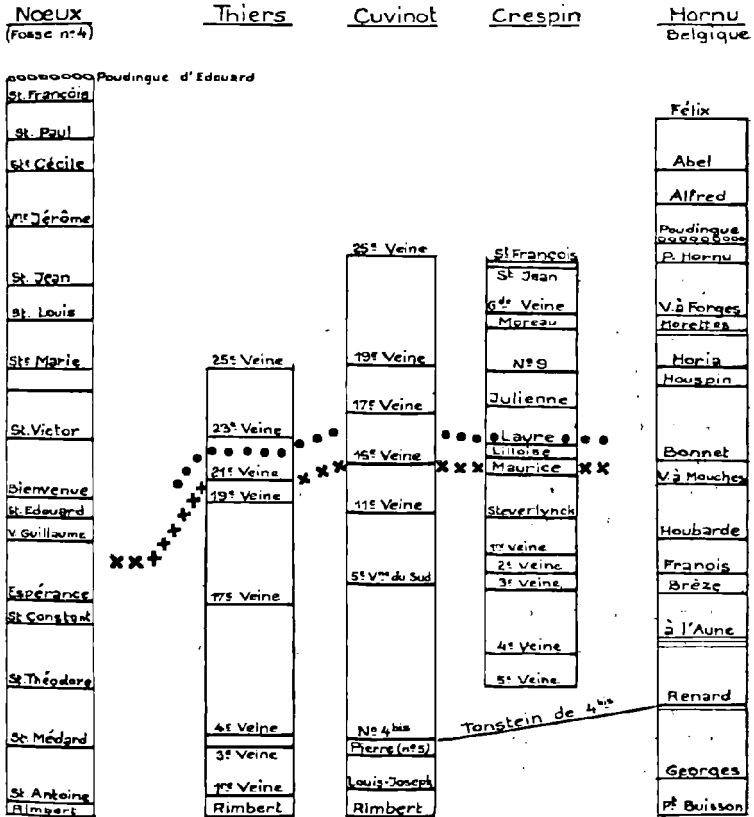 Nœux
(Fosse nº4)
Poudingue d'Edouard
St. François
St. Paul
Ste Cécile
Vne Jérôme
St. Jean
St. Louis
Ste Marie
St. Victor
Bienvenue
St. Edouard
V. Guillaume
Espérance
St Constant
St. Théodore
St Médard
St Antoine
Rimbert
Thiers
25e Veine
23e Veine
21e Veine
19e Veine
17e Veine
4e Veine
3e Veine
1re Veine
Rimbert
Cuvinot
25e Veine
19e Veine
17e Veine
15e Veine
11e Veine
5e Vne du Sud
Nº 4bis
Pierre (nº5)
Louis-Joseph
Rimbert
Crespin
St François
St Jean
Gde Veine
Moreau
Nº 9
Julienne
Layre
Lilloise
Maurice
Steverlynck
1re Veine
2e Veine
3e Veine
4e Veine
5e Veine
Tonstein de 4bis
Hornu
Belgique
Félix
Abel
Alfred
Poudingue
P. Hornu
V. à Forges
Morettes
Horia
Houspin
Bonnet
V. à Mouches
Houbarde
Franois
Brèze
à l'Aune
Renard
Georges
Pt Buisson